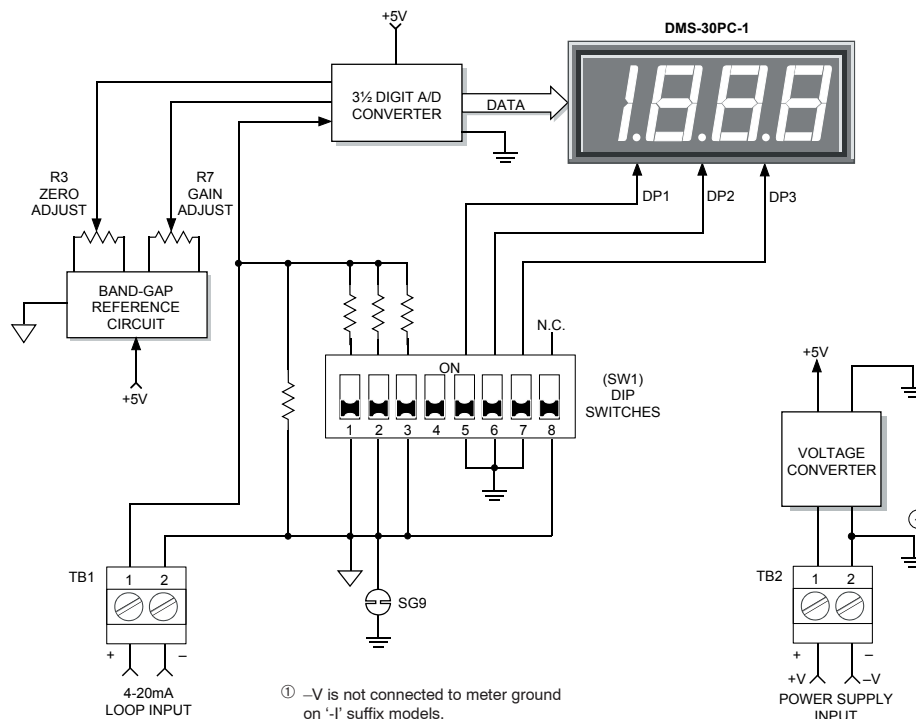 +5V
DMS-30PC-1
3½ DIGIT A/D
CONVERTER
DATA
1.8.8.8
R3
ZERO
ADJUST
R7
GAIN
ADJUST
DP1
DP2
DP3
BAND-GAP
REFERENCE
CIRCUIT
+5V
N.C.
ON
1 2 3 4 5 6 7 8
(SW1)
DIP
SWITCHES
+5V
VOLTAGE
CONVERTER
TB1
1 2
+ –
4-20mA
LOOP INPUT
SG9
TB2
1 2
+ –
+V –V
POWER SUPPLY
INPUT
① –V is not connected to meter ground
on '-I' suffix models.